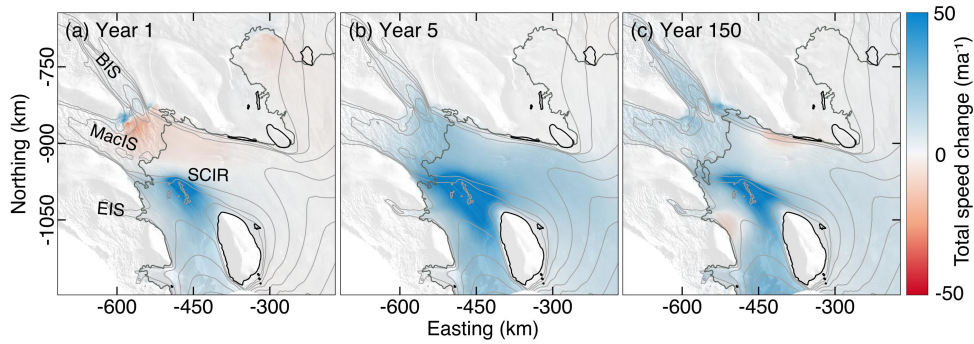 (a) Year 1
(b) Year 5
(c) Year 150
50
0
-50
Total speed change (ma⁻¹)
BIS
MacIS
SCIR
EIS
-750
-900
-1050
Northing (km)
-600
-450
-300
-600
-450
-300
-600
-450
-300
Easting (km)